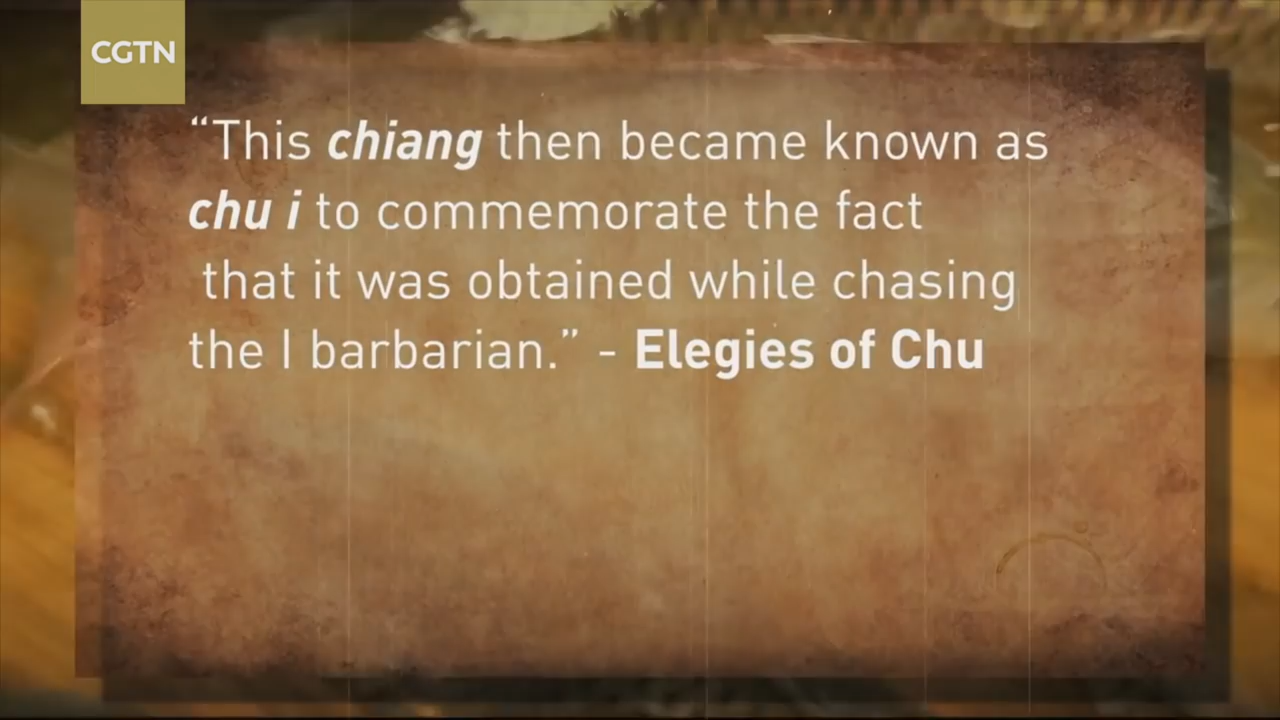 CGTN
“This chiang then became known as
chu i to commemorate the fact
that it was obtained while chasing
the I barbarian.” - Elegies of Chu